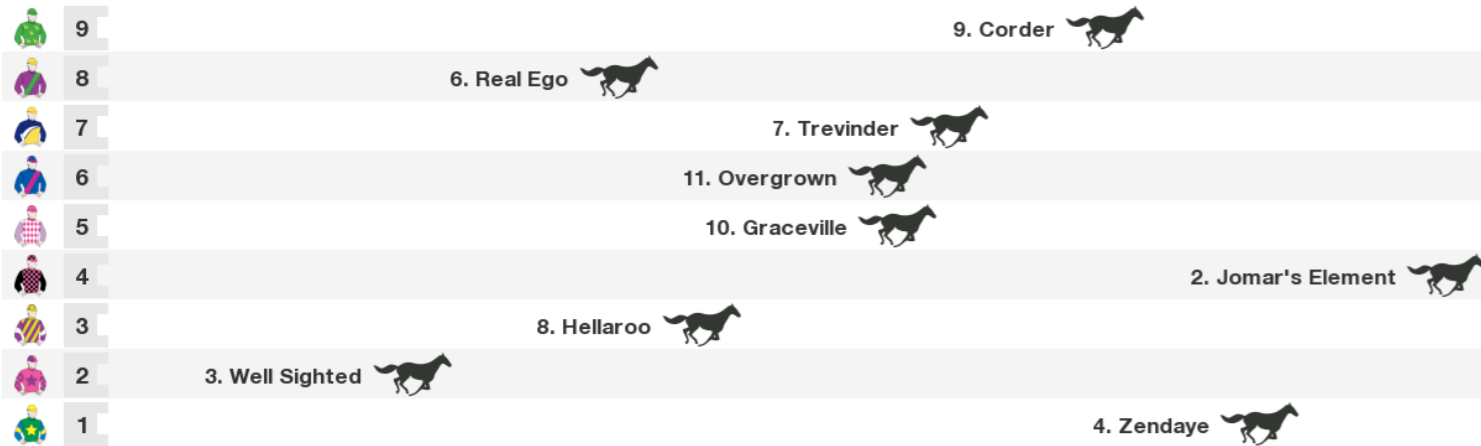 9 9. Corder
8 6. Real Ego
7 7. Trevinder
6 11. Overgrown
5 10. Graceville
4 2. Jomar's Element
3 8. Hellaroo
2 3. Well Sighted
1 4. Zendaye